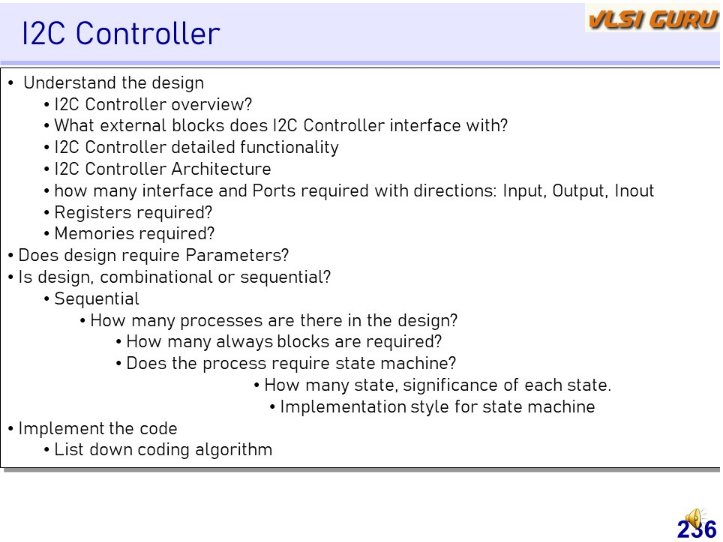 I2C Controller
VLSI GURU
• Understand the design
• I2C Controller overview?
• What external blocks does I2C Controller interface with?
• I2C Controller detailed functionality
• I2C Controller Architecture
• how many interface and Ports required with directions: Input, Output, Inout
• Registers required?
• Memories required?
• Does design require Parameters?
• Is design, combinational or sequential?
• Sequential
• How many processes are there in the design?
• How many always blocks are required?
• Does the process require state machine?
• How many state, significance of each state.
• Implementation style for state machine
• Implement the code
• List down coding algorithm
236